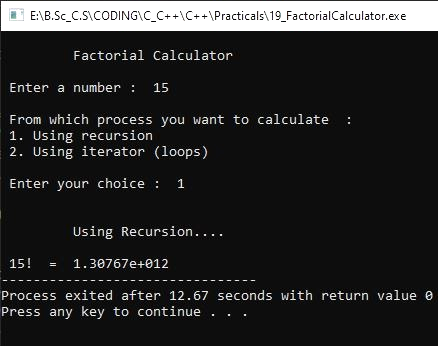 E:\B.Sc_C.S\CODING\C_C++\C++\Practicals\19_FactorialCalculator.exe
Factorial Calculator
Enter a number :  15
From which process you want to calculate  :
1. Using recursion
2. Using iterator (loops)
Enter your choice :  1
Using Recursion....
15!  =  1.30767e+012
--------------------------------
Process exited after 12.67 seconds with return value 0
Press any key to continue . . .